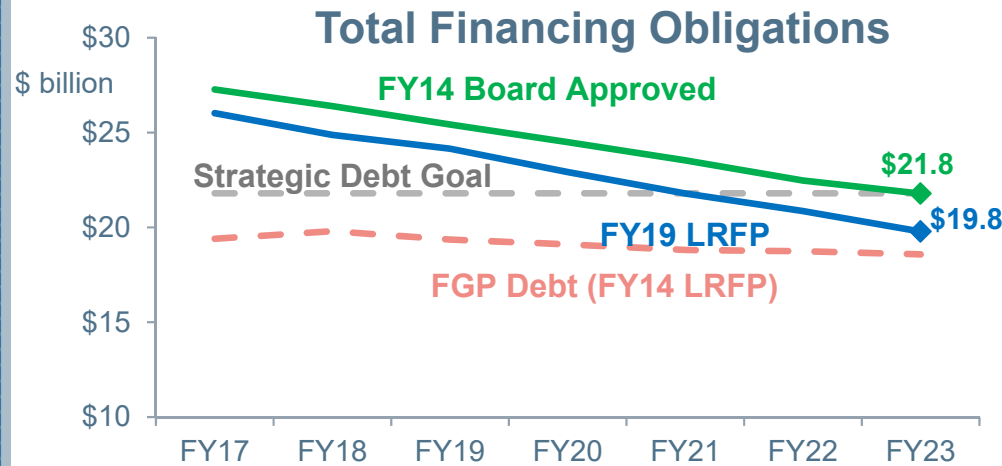 Total Financing Obligations
$30
$ billion
FY14 Board Approved
$25
$21.8
Strategic Debt Goal
$20
$19.8
FY19 LRFP
FGP Debt (FY14 LRFP)
$15
$10
FY17 FY18 FY19 FY20 FY21 FY22 FY23